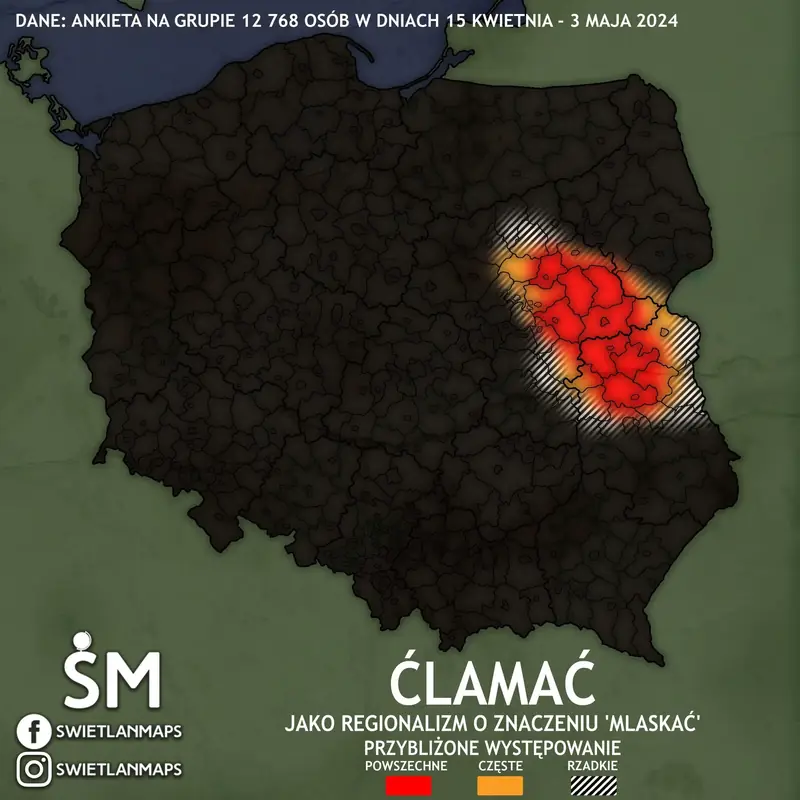 DANE: ANKIETA NA GRUPIE 12 768 OSÓB W DNIACH 15 KWIETNIA - 3 MAJA 2024
ŚM
SWIETLANMAPS
SWIETLANMAPS
ĆLAMAĆ
JAKO REGIONALIZM O ZNACZENIU 'MLASKAĆ'
PRZYBLIŻONE WYSTĘPOWANIE
POWSZECHNE CZĘSTE RZADKIE